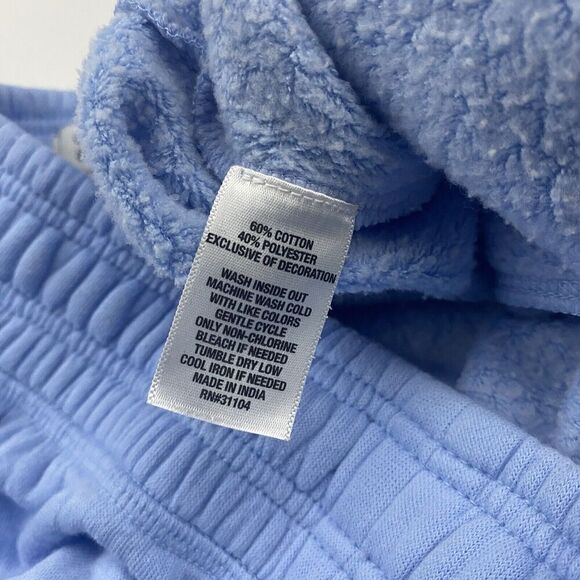 60% COTTON
40% POLYESTER
EXCLUSIVE OF DECORATION
WASH INSIDE OUT
MACHINE WASH COLD
WITH LIKE COLORS
GENTLE CYCLE
ONLY NON-CHLORINE
BLEACH IF NEEDED
TUMBLE DRY LOW
COOL IRON IF NEEDED
MADE IN INDIA
RN#31104